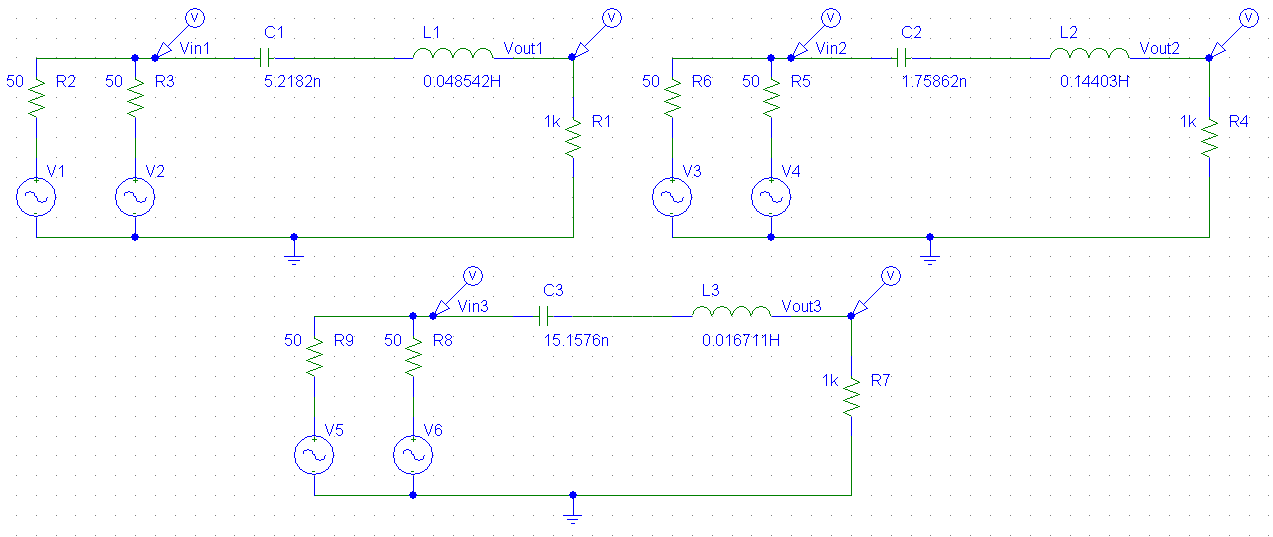 V
V
V
V
C1
L1
Vin1
Vout1
50
R2
50
R3
5.2182n
0.048542H
1k
R1
V1
V2
C2
L2
Vin2
Vout2
50
R6
50
R5
1.75862n
0.14403H
1k
R4
V3
V4
V
V
C3
L3
Vin3
Vout3
50
R9
50
R8
15.1576n
0.016711H
1k
R7
V5
V6